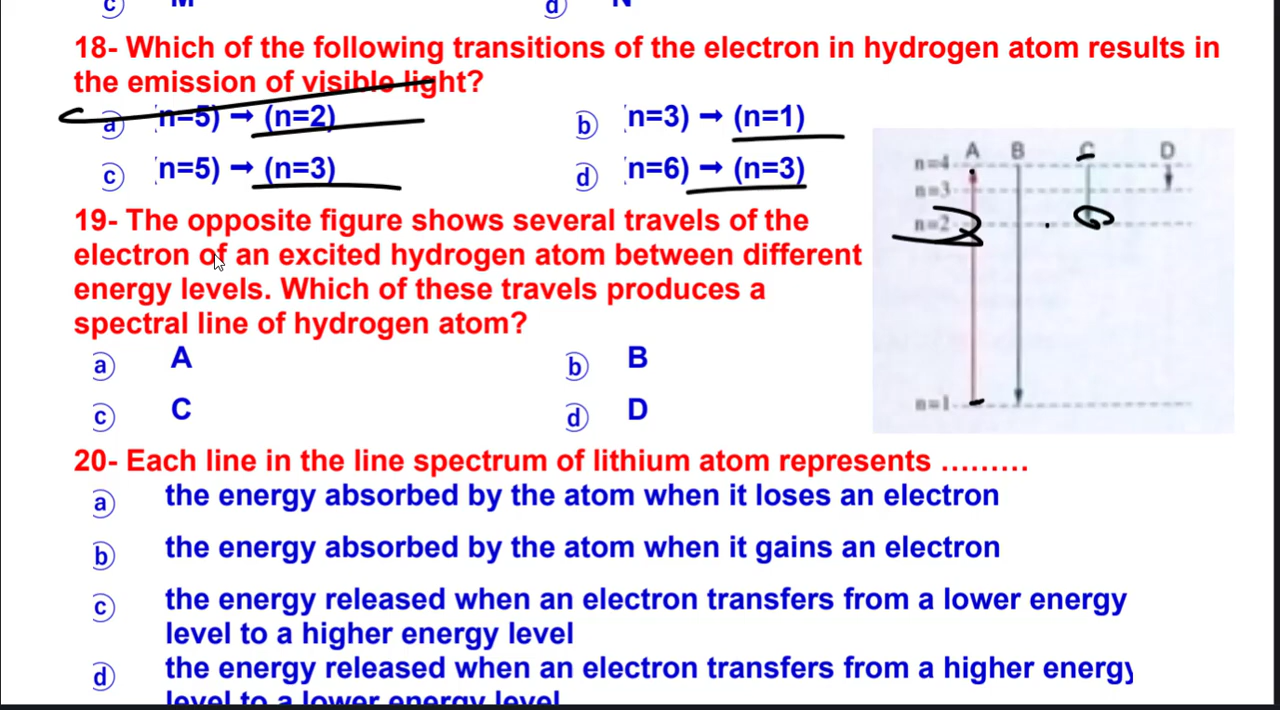 c M d N
18- Which of the following transitions of the electron in hydrogen atom results in
the emission of visible light?
a (n=5) → (n=2) b (n=3) → (n=1)
c (n=5) → (n=3) d (n=6) → (n=3)
19- The opposite figure shows several travels of the
electron of an excited hydrogen atom between different
energy levels. Which of these travels produces a
spectral line of hydrogen atom?
a A b B
c C d D
A B C D
n=4
n=3
n=2
n=1
20- Each line in the line spectrum of lithium atom represents .........
a the energy absorbed by the atom when it loses an electron
b the energy absorbed by the atom when it gains an electron
c the energy released when an electron transfers from a lower energy
level to a higher energy level
d the energy released when an electron transfers from a higher energy
level to a lower energy level